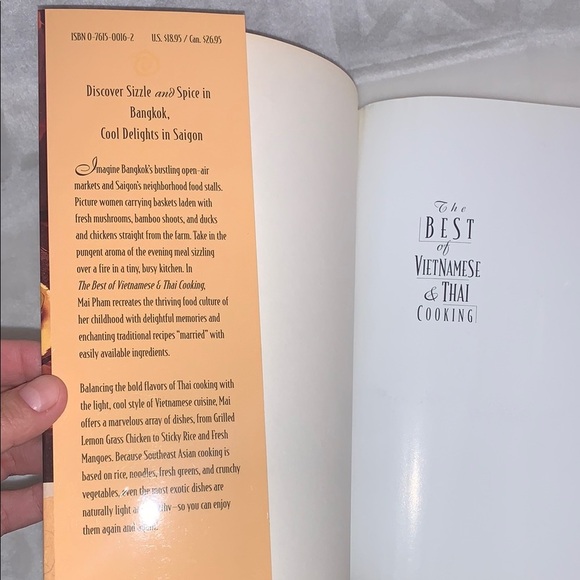 ISBN 0-7615-0016-2 U.S. $18.95 / Can. $26.95
Discover Sizzle and Spice in
Bangkok,
Cool Delights in Saigon
Imagine Bangkok's bustling open-air
markets and Saigon's neighborhood food stalls.
Picture women carrying baskets laden with
fresh mushrooms, bamboo shoots, and ducks
and chickens straight from the farm. Take in the
pungent aroma of the evening meal sizzling
over a fire in a tiny, busy kitchen. In
The Best of Vietnamese & Thai Cooking,
Mai Pham recreates the thriving food culture of
her childhood with delightful memories and
enchanting traditional recipes "married" with
easily available ingredients.
Balancing the bold flavors of Thai cooking with
the light, cool style of Vietnamese cuisine, Mai
offers a marvelous array of dishes, from Grilled
Lemon Grass Chicken to Sticky Rice and Fresh
Mangoes. Because Southeast Asian cooking is
based on rice, noodles, fresh greens, and crunchy
vegetables, even the most exotic dishes are
naturally light –so you can enjoy
them again and
The
BEST
of
VIETNAMESE
& THAI
COOKING